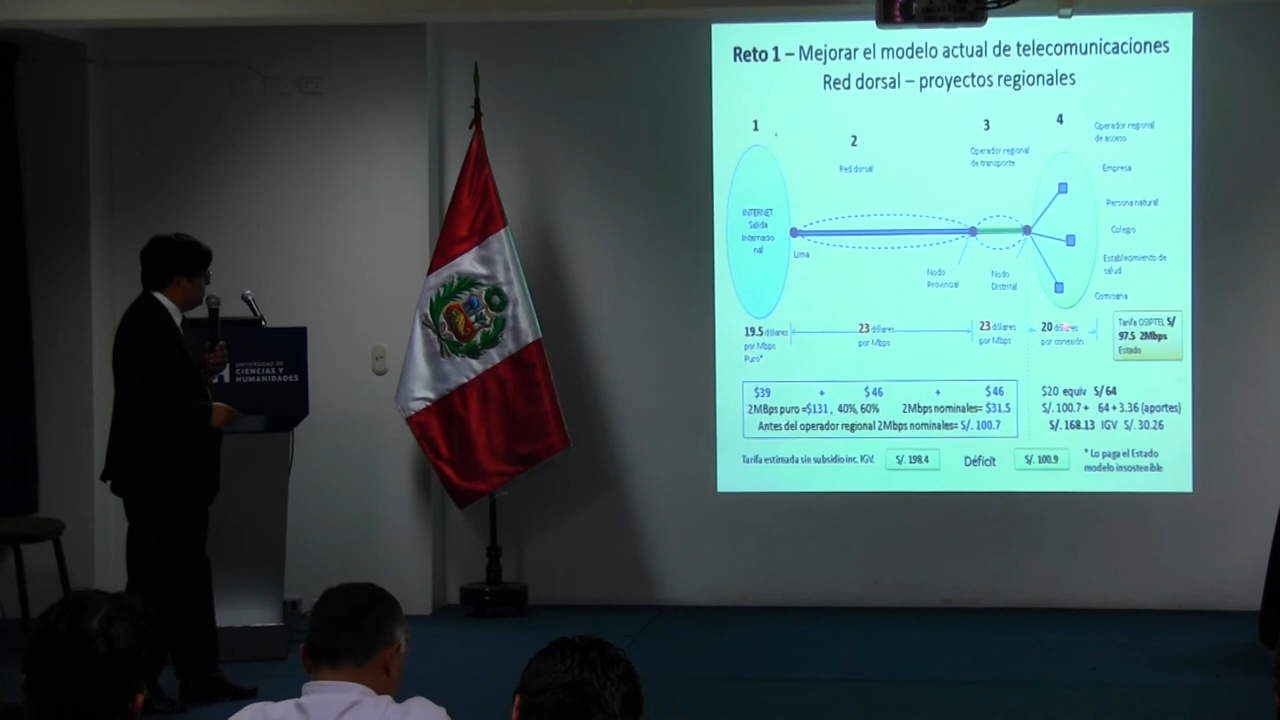 Reto 1 – Mejorar el modelo actual de telecomunicaciones
Red dorsal – proyectos regionales
1
2
3
4
Red dorsal
Operador regional
de transporte
Operador regional
de acceso
INTERNET
Salida
Internacio
nal
Lima
Nodo
Provincial
Nodo
Distrital
Empresa
Persona natural
Colegio
Establecimiento de
salud
Comisaria
19.5 dólares
por Mbps
Puro*
23 dólares
por Mbps
23 dólares
por Mbps
20 dólares
por conexión
Tarifa OSIPTEL S/
97.5 2Mbps
Estado
$39 + $46 + $46
2MBps puro =$131, 40%, 60% 2Mbps nominales= $31.5
Antes del operador regional 2Mbps nominales= S/. 100.7
$20 equiv S/64
S/. 100.7 + 64 +3.36 (aportes)
S/. 168.13 IGV S/. 30.26
Tarifa estimada sin subsidio inc. IGV. S/. 198.4 Déficit S/. 100.9
* Lo paga el Estado
modelo insostenible
UNIVERSIDAD DE
CIENCIAS Y
HUMANIDADES